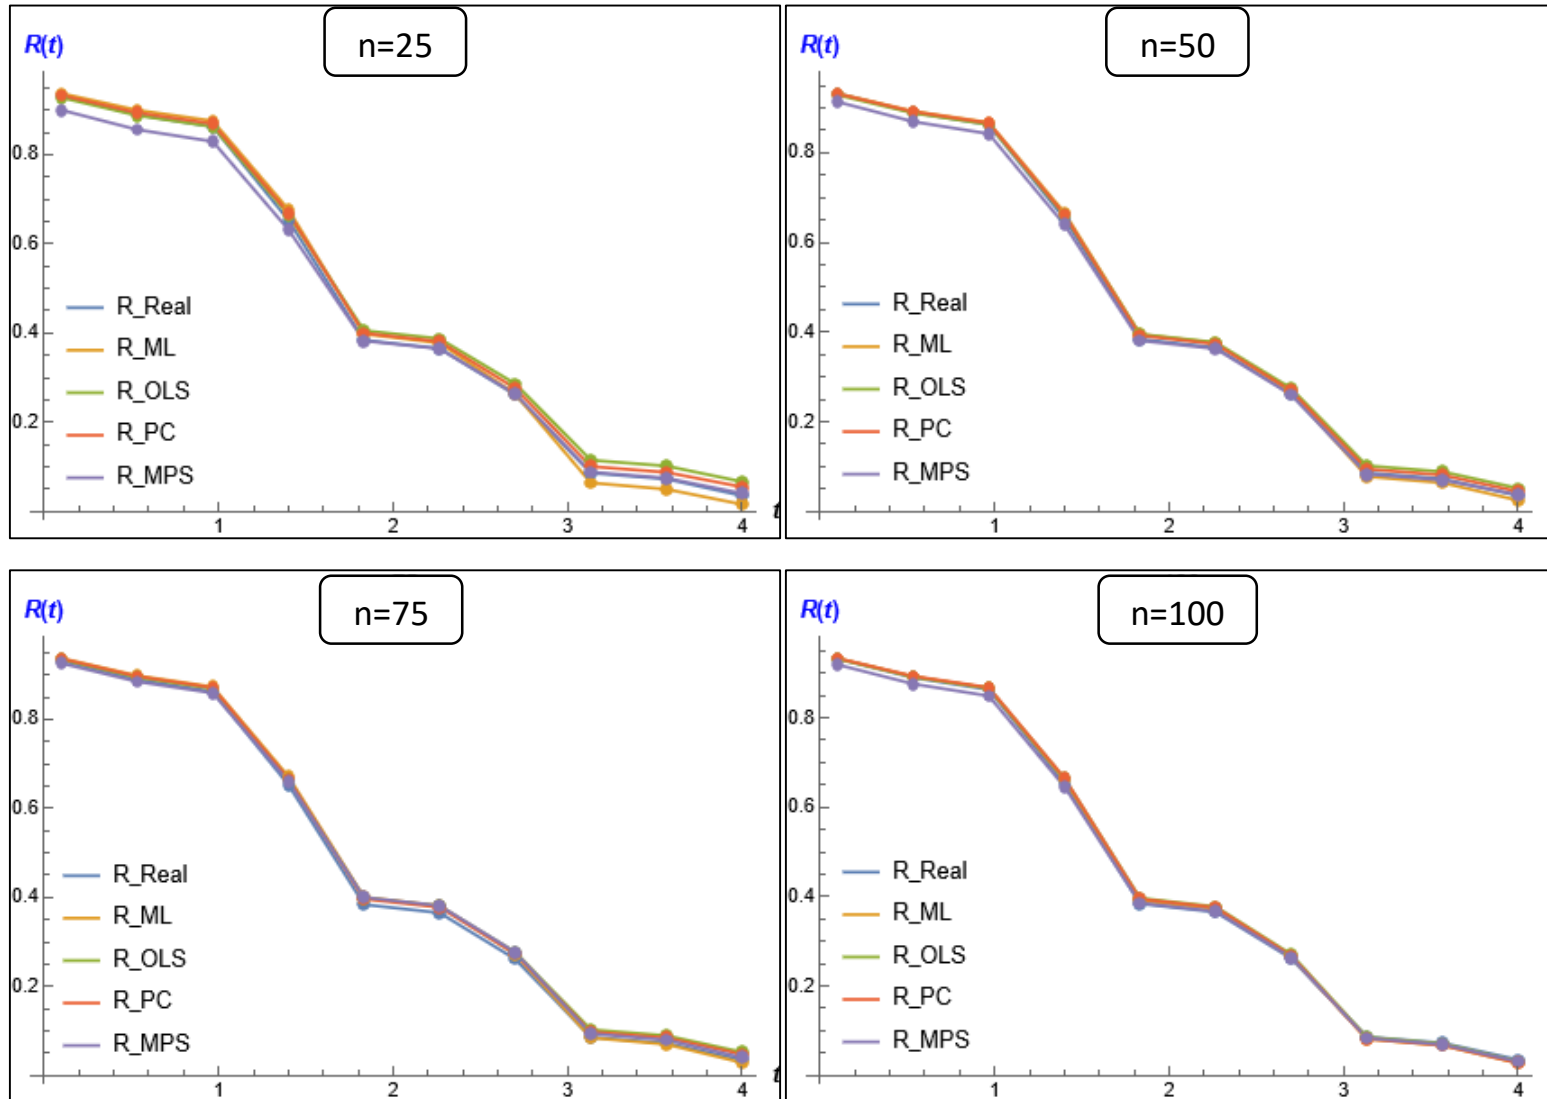 R(t)
n=25
0.8
0.6
0.4
0.2
R_Real
R_ML
R_OLS
R_PC
R_MPS
1 2 3 4 t
R(t)
n=50
0.8
0.6
0.4
0.2
R_Real
R_ML
R_OLS
R_PC
R_MPS
1 2 3 4
R(t)
n=75
0.8
0.6
0.4
0.2
R_Real
R_ML
R_OLS
R_PC
R_MPS
1 2 3 4 t
R(t)
n=100
0.8
0.6
0.4
0.2
R_Real
R_ML
R_OLS
R_PC
R_MPS
1 2 3 4